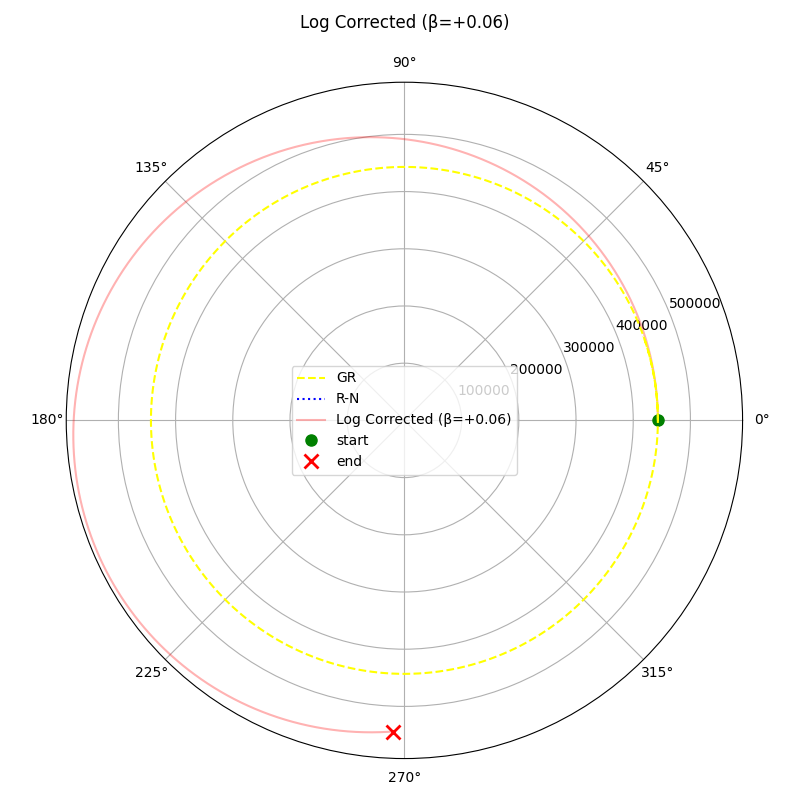 Log Corrected (β=+0.06)
90°
135°
45°
500000
400000
300000
200000
100000
GR
R-N
Log Corrected (β=+0.06)
start
end
180°
0°
225°
315°
270°